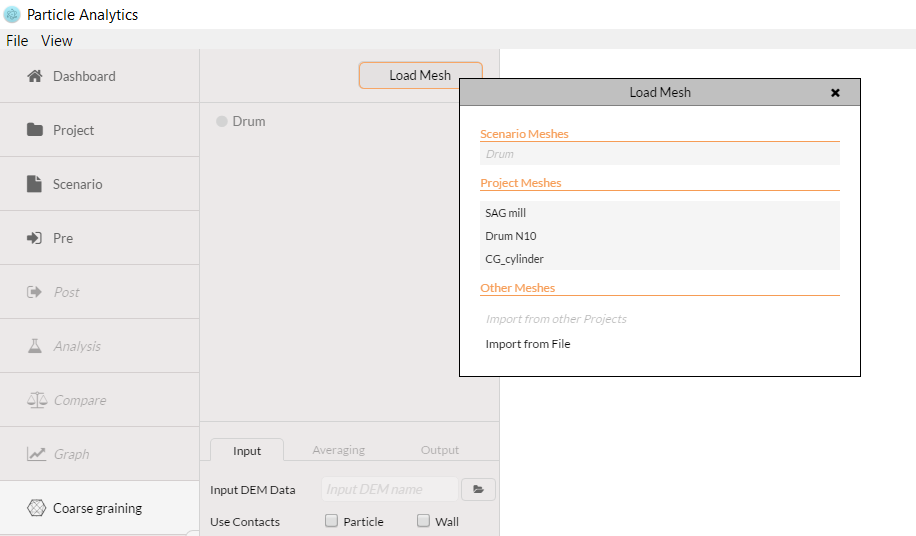 Particle Analytics
File View
Dashboard
Project
Scenario
Pre
Post
Analysis
Compare
Graph
Coarse graining
Load Mesh
Drum
Input Averaging Output
Input DEM Data Input DEM name
Use Contacts Particle Wall
Load Mesh
Scenario Meshes
Drum
Project Meshes
SAG mill
Drum N10
CG_cylinder
Other Meshes
Import from other Projects
Import from File